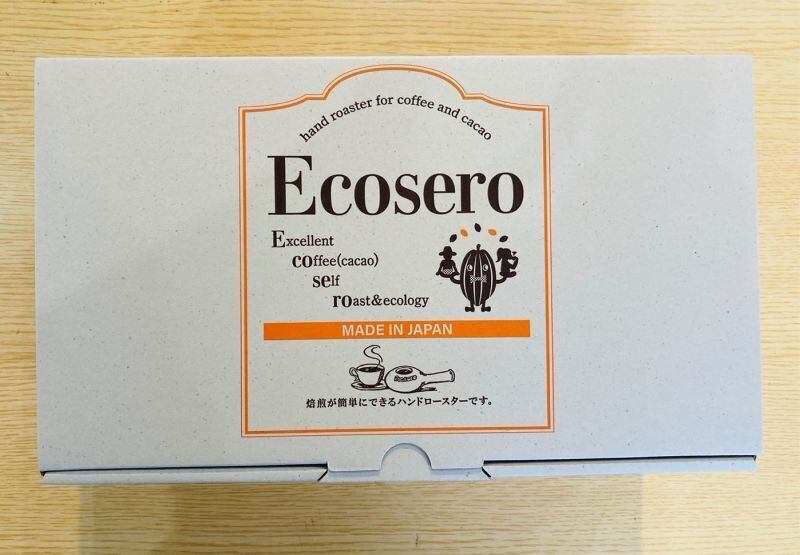 hand roaster for coffee and cacao
Ecosero
Excellent
coffee(cacao)
self
roast&ecology
MADE IN JAPAN
焙煎が簡単にできるハンドロースターです。